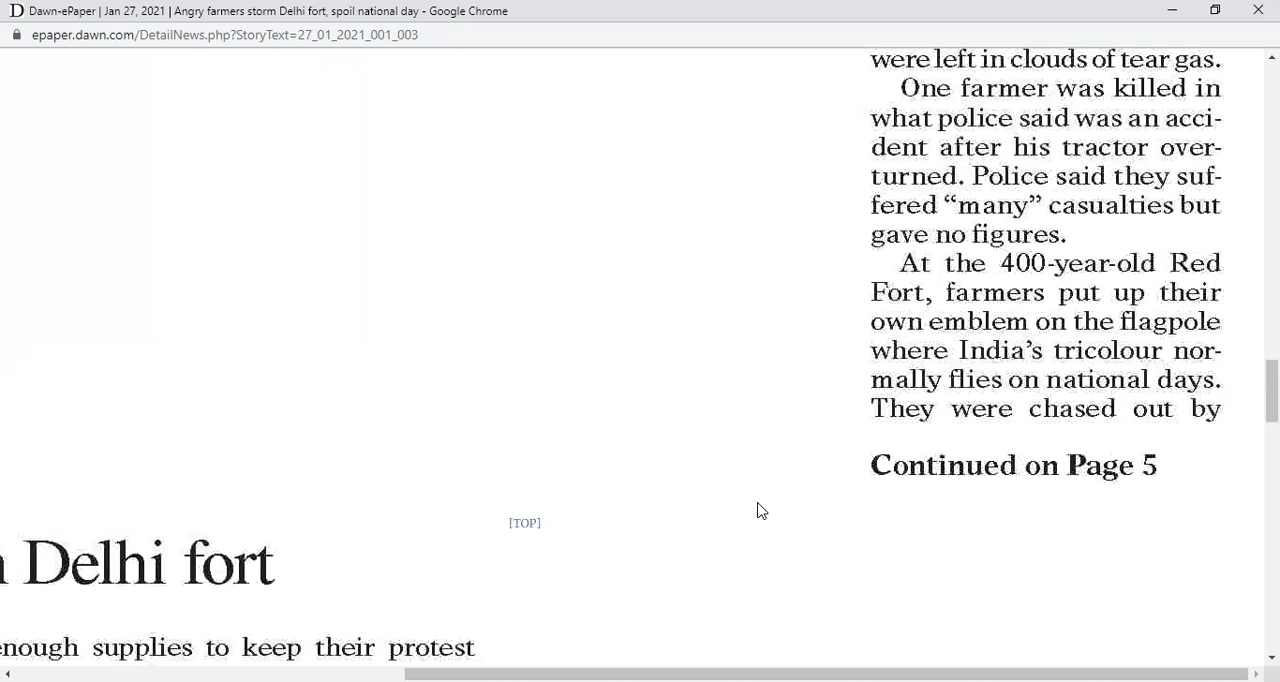 D Dawn-ePaper | Jan 27, 2021 | Angry farmers storm Delhi fort, spoil national day - Google Chrome
epaper.dawn.com/DetailNews.php?StoryText=27_01_2021_001_003
were left in clouds of tear gas.
One farmer was killed in
what police said was an acci-
dent after his tractor over-
turned. Police said they suf-
fered “many” casualties but
gave no figures.
At the 400-year-old Red
Fort, farmers put up their
own emblem on the flagpole
where India’s tricolour nor-
mally flies on national days.
They were chased out by
Continued on Page 5
[TOP]
Delhi fort
enough supplies to keep their protest